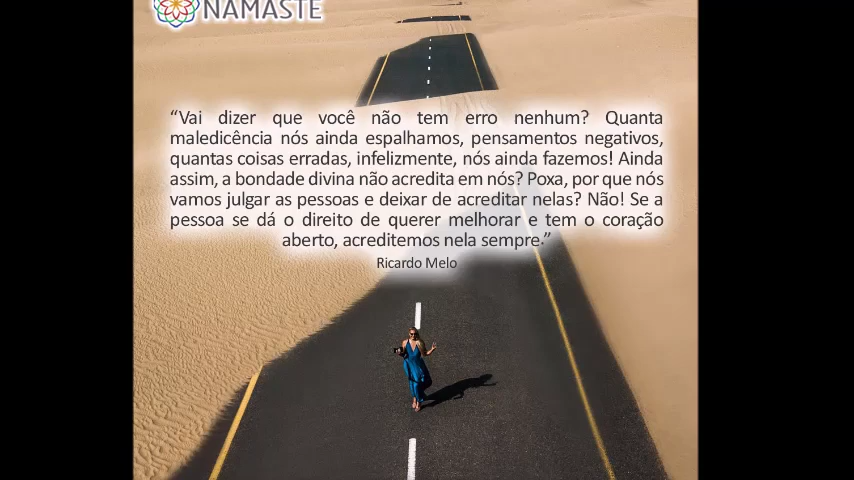 NAMASTE
“Vai dizer que você não tem erro nenhum? Quanta
maledicência nós ainda espalhamos, pensamentos negativos,
quantas coisas erradas, infelizmente, nós ainda fazemos! Ainda
assim, a bondade divina não acredita em nós? Poxa, por que nós
vamos julgar as pessoas e deixar de acreditar nelas? Não! Se a
pessoa se dá o direito de querer melhorar e tem o coração
aberto, acreditemos nela sempre.”
Ricardo Melo